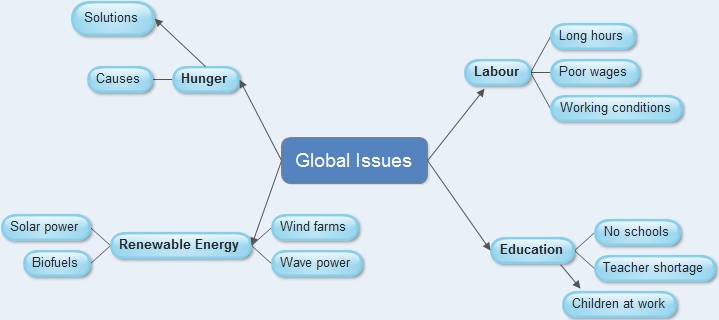 Global Issues
Hunger
Solutions
Causes
Labour
Long hours
Poor wages
Working conditions
Renewable Energy
Solar power
Biofuels
Wind farms
Wave power
Education
No schools
Teacher shortage
Children at work